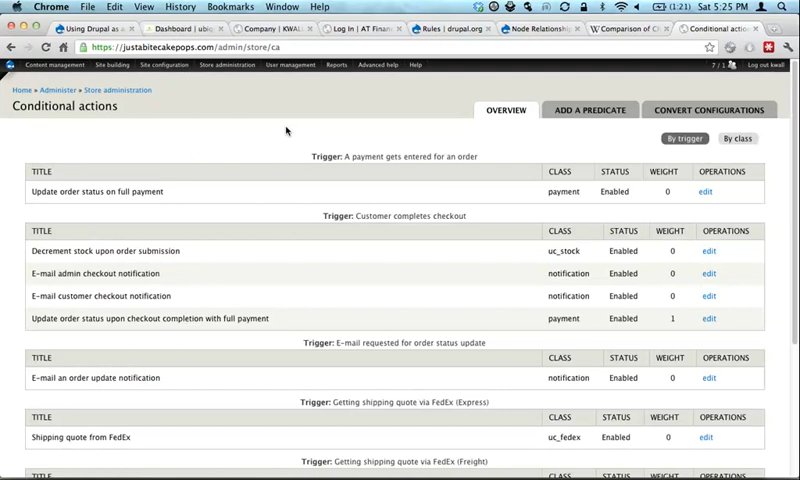 Chrome File Edit View History Bookmarks Window Help (1:21) Sat 5:25 PM
Using Drupal as a Dashboard | ubiq Company | KWALL Log In | AT Finan Rules | drupal.org Node Relationship Comparison of C Conditional actions
https://justabitecakepops.com/admin/store/ca
Content management Site building Site configuration Store administration User management Reports Advanced help Help 7 / 1 Log out kwall
Home » Administer » Store administration
Conditional actions
OVERVIEW ADD A PREDICATE CONVERT CONFIGURATIONS
By trigger By class
Trigger: A payment gets entered for an order
TITLE CLASS STATUS WEIGHT OPERATIONS
Update order status on full payment payment Enabled 0 edit
Trigger: Customer completes checkout
TITLE CLASS STATUS WEIGHT OPERATIONS
Decrement stock upon order submission uc_stock Enabled 0 edit
E-mail admin checkout notification notification Enabled 0 edit
E-mail customer checkout notification notification Enabled 0 edit
Update order status upon checkout completion with full payment payment Enabled 1 edit
Trigger: E-mail requested for order status update
TITLE CLASS STATUS WEIGHT OPERATIONS
E-mail an order update notification notification Enabled 0 edit
Trigger: Getting shipping quote via FedEx (Express)
TITLE CLASS STATUS WEIGHT OPERATIONS
Shipping quote from FedEx uc_fedex Enabled 0 edit
Trigger: Getting shipping quote via FedEx (Freight)
TITLE CLASS STATUS WEIGHT OPERATIONS